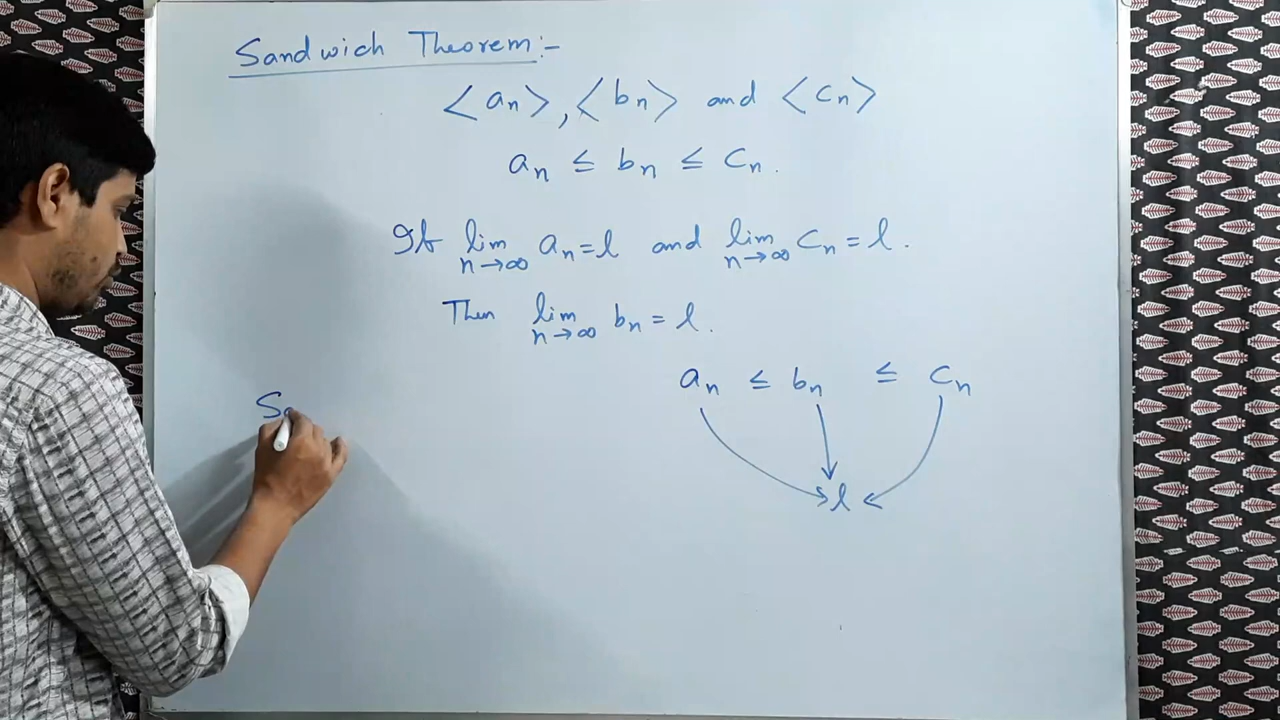 Sandwich Theorem:-
<an>, <bn> and <cn>
an ≤ bn ≤ cn.
If lim n→∞ an = l and lim n→∞ cn = l.
Then lim n→∞ bn = l.
an ≤ bn ≤ cn
l